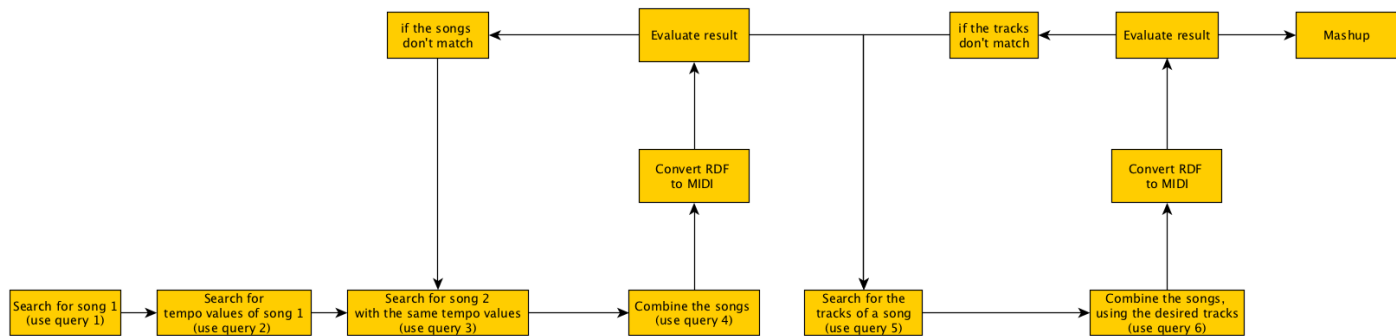 if the songs
don't match
Evaluate result
if the tracks
don't match
Evaluate result
Mashup
Convert RDF
to MIDI
Convert RDF
to MIDI
Search for song 1
(use query 1)
Search for
tempo values of song 1
(use query 2)
Search for song 2
with the same tempo values
(use query 3)
Combine the songs
(use query 4)
Search for the
tracks of a song
(use query 5)
Combine the songs,
using the desired tracks
(use query 6)